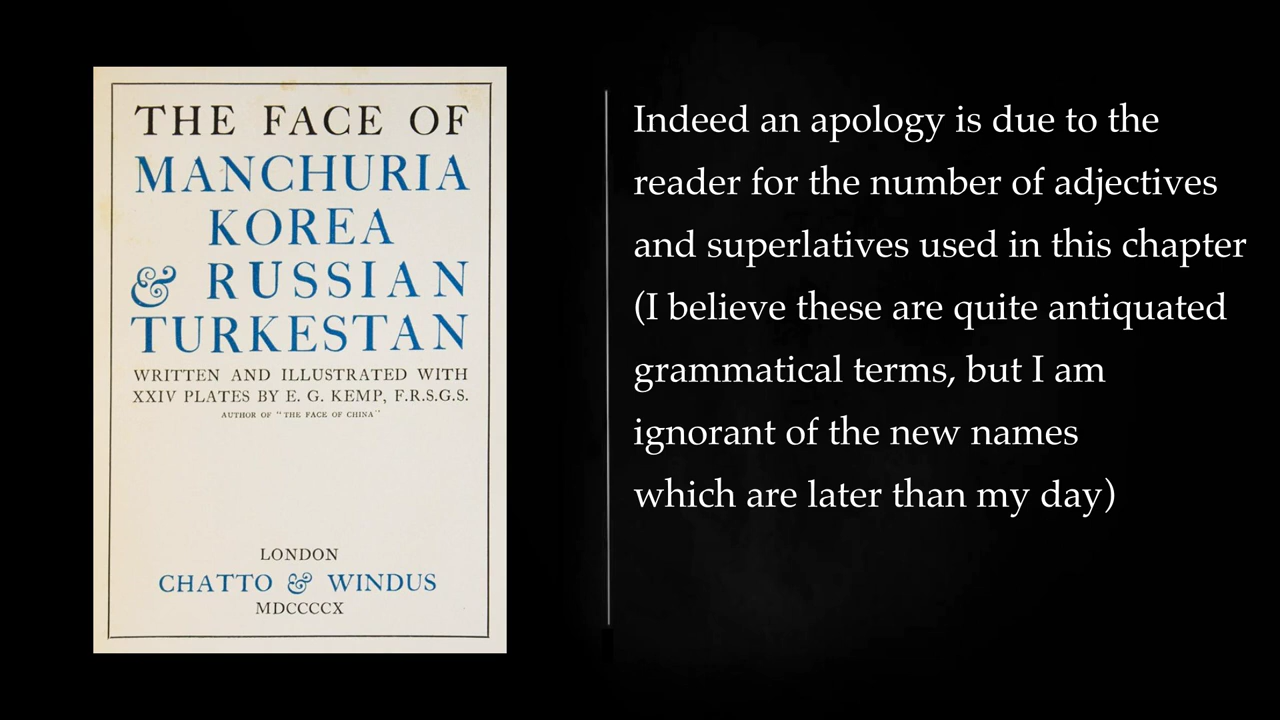 THE FACE OF
MANCHURIA
KOREA
& RUSSIAN
TURKESTAN
WRITTEN AND ILLUSTRATED WITH
XXIV PLATES BY E. G. KEMP, F.R.S.G.S.
AUTHOR OF "THE FACE OF CHINA"
LONDON
CHATTO & WINDUS
MDCCCCX
Indeed an apology is due to the
reader for the number of adjectives
and superlatives used in this chapter
(I believe these are quite antiquated
grammatical terms, but I am
ignorant of the new names
which are later than my day)